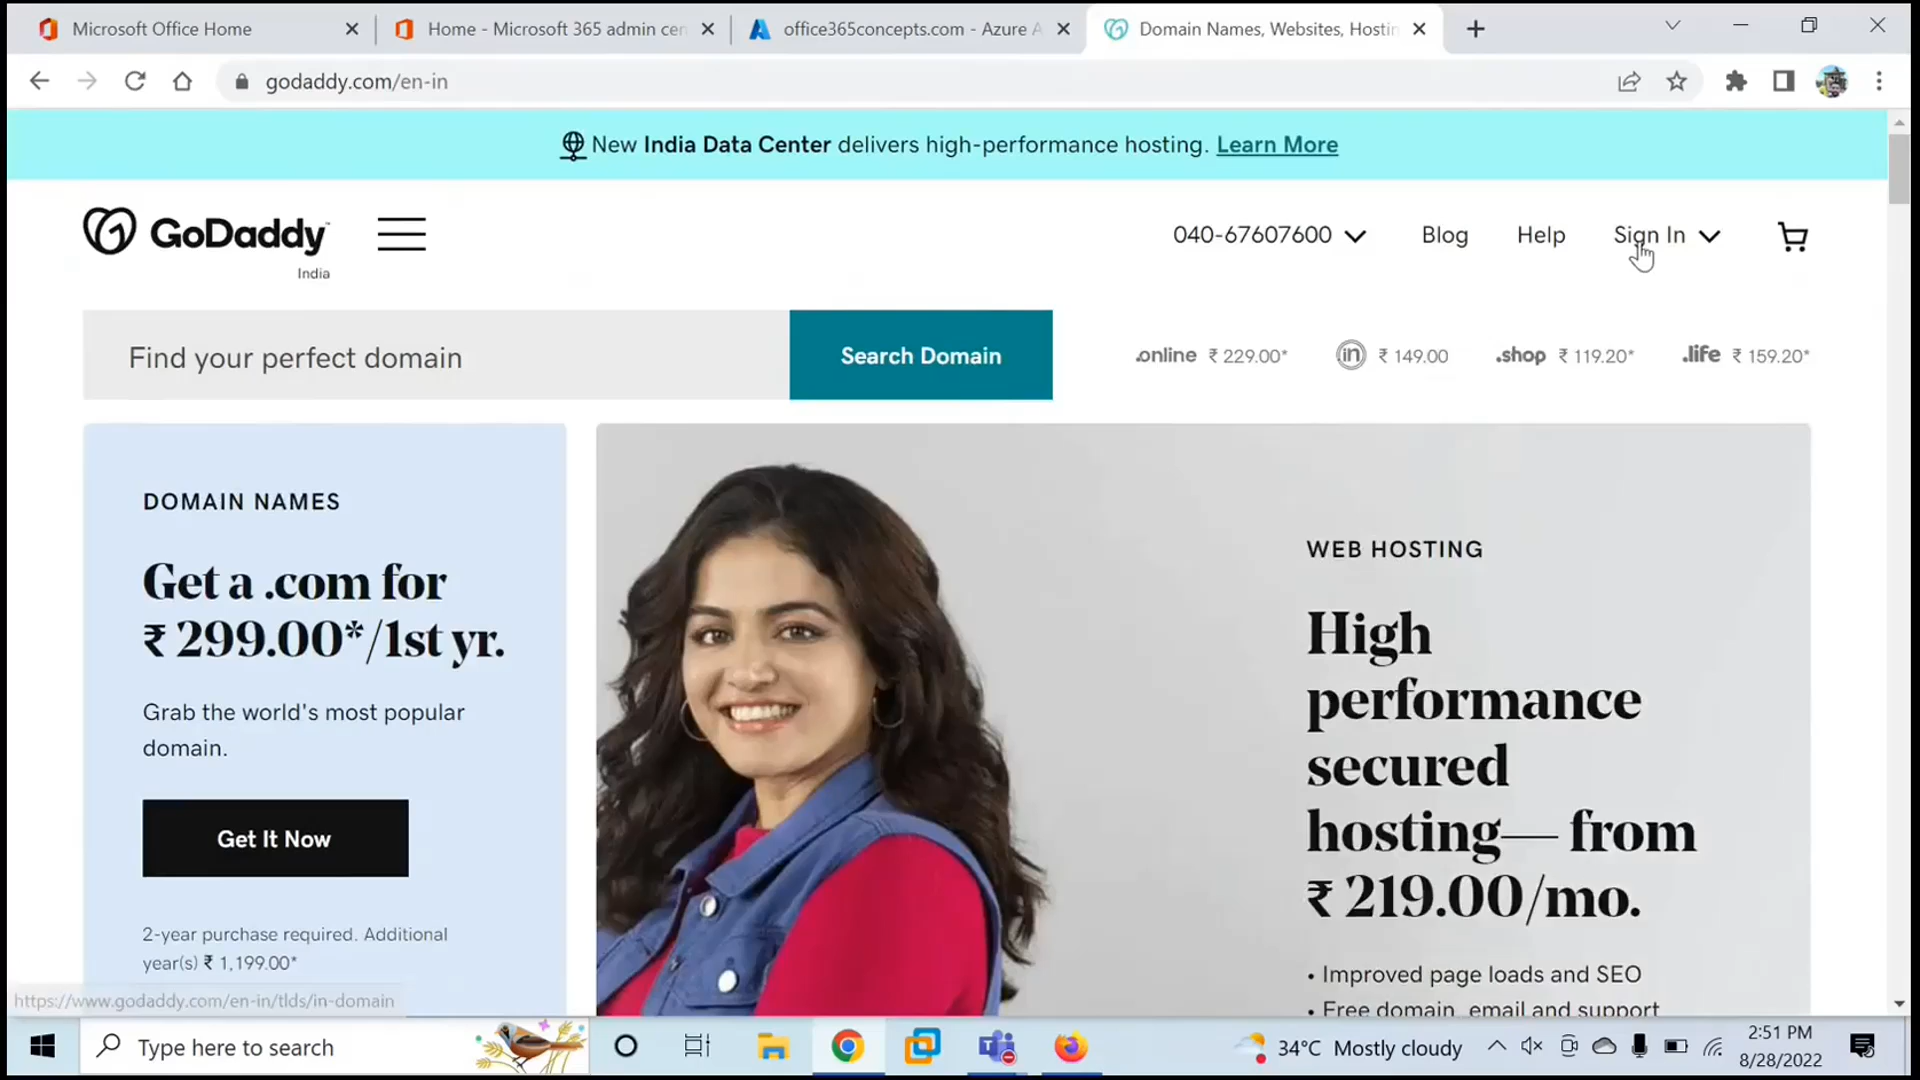 Microsoft Office Home
Home - Microsoft 365 admin cen
office365concepts.com - Azure A
Domain Names, Websites, Hostin
godaddy.com/en-in
New India Data Center delivers high-performance hosting. Learn More
GoDaddy
India
040-67607600
Blog
Help
Sign In
Find your perfect domain
Search Domain
.online ₹ 229.00*
in ₹ 149.00
.shop ₹ 119.20*
.life ₹ 159.20*
DOMAIN NAMES
Get a .com for
₹ 299.00*/1st yr.
Grab the world's most popular
domain.
Get It Now
2-year purchase required. Additional
year(s) ₹ 1,199.00*
WEB HOSTING
High
performance
secured
hosting— from
₹ 219.00/mo.
• Improved page loads and SEO
• Free domain, email and support
https://www.godaddy.com/en-in/tlds/in-domain
Type here to search
34°C Mostly cloudy
2:51 PM
8/28/2022